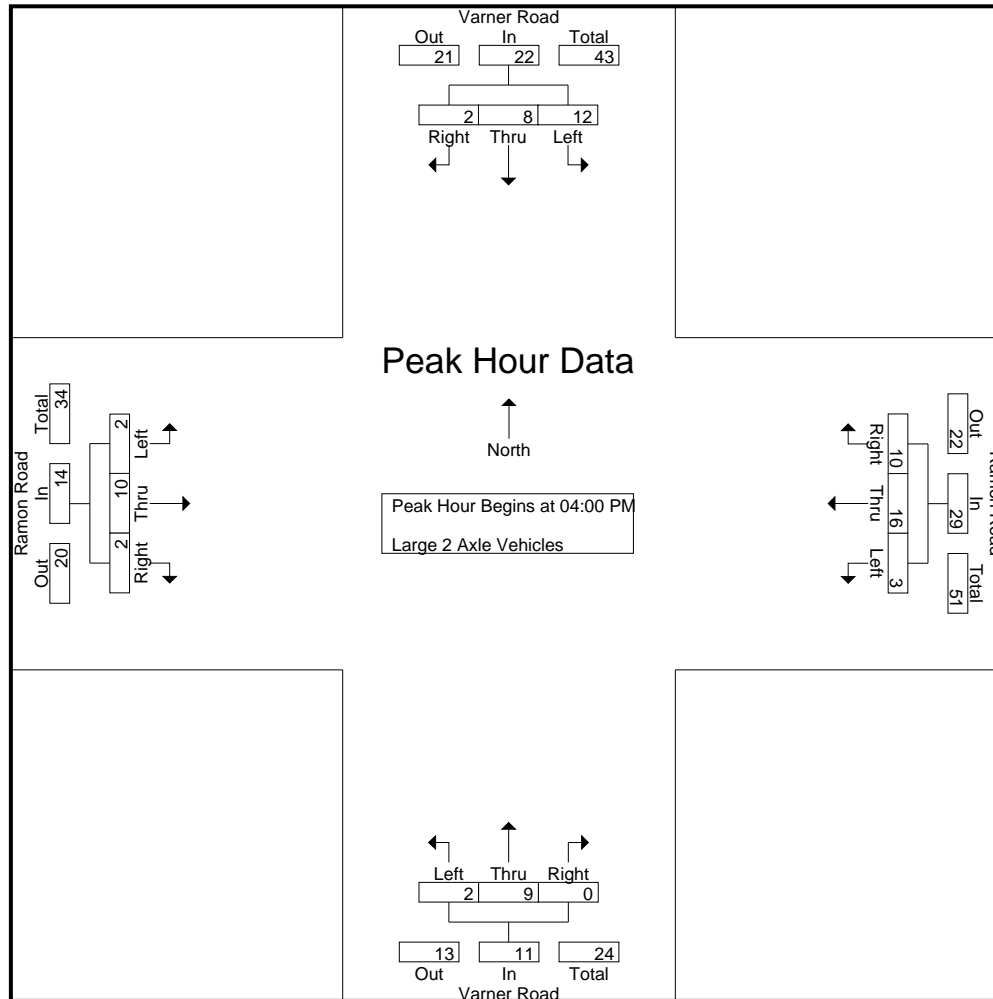 Varner Road
Out In Total
21 22 43
2 8 12
Right Thru Left
Peak Hour Data
North
Peak Hour Begins at 04:00 PM
Large 2 Axle Vehicles
Ramon Road
Total In Out
34 14 20
2 10 2
Left Thru Right
Ramon Road
Out In Total
22 29 51
10 16 3
Right Thru Left
Left Thru Right
2 9 0
13 11 24
Out In Total
Varner Road